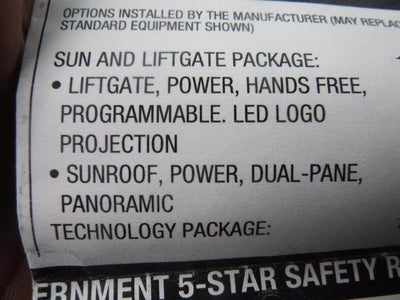 OPTIONS INSTALLED BY THE MANUFACTURER (MAY REPLAC
STANDARD EQUIPMENT SHOWN)
SUN AND LIFTGATE PACKAGE:
• LIFTGATE, POWER, HANDS FREE,
PROGRAMMABLE. LED LOGO
PROJECTION
• SUNROOF, POWER, DUAL-PANE,
PANORAMIC
TECHNOLOGY PACKAGE:
ERNMENT 5-STAR SAFETY R